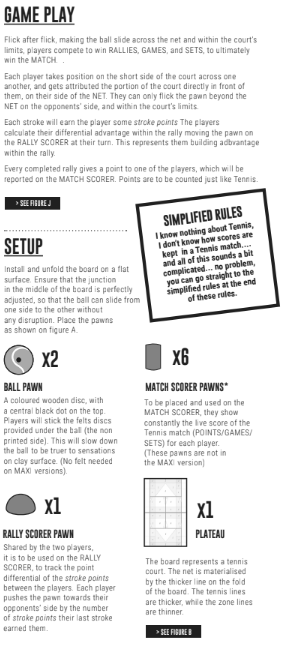 GAME PLAY
Flick after flick, making the ball slide across the net and within the court's
limits, players compete to win RALLIES, GAMES, and SETS, to ultimately
win the MATCH. .
Each player takes position on the short side of the court across one
another, and gets attributed the portion of the court directly in front of
them, on their side of the NET. They can only flick the pawn beyond the
NET on the opponents' side, and within the court's limits.
Each stroke will earn the player some stroke points The players
calculate their differential advantage within the rally moving the pawn on
the RALLY SCORER at their turn. This represents them building adbvantage
within the rally.
Every completed rally gives a point to one of the players, which will be
reported on the MATCH SCORER. Points are to be counted just like Tennis.
> SEE FIGURE J
SIMPLIFIED RULES
I know nothing about Tennis,
I don't know how scores are
kept in a Tennis match....
and all of this sounds a bit
complicated... no problem,
you can go straight to the
simplified rules at the end
of these rules.
SETUP
Install and unfold the board on a flat
surface. Ensure that the junction
in the middle of the board is perfectly
adjusted, so that the ball can slide from
one side to the other without
any disruption. Place the pawns
as shown on figure A.
x2
BALL PAWN
A coloured wooden disc, with
a central black dot on the top.
Players will stick the felts discs
provided under the ball (the non
printed side). This will slow down
the ball to be truer to sensations
on clay surface. (No felt needed
on MAXI versions).
x6
MATCH SCORER PAWNS*
To be placed and used on the
MATCH SCORER, they show
constantly the live score of the
Tennis match (POINTS/GAMES/
SETS) for each player.
(These pawns are not in
the MAXI version)
x1
RALLY SCORER PAWN
Shared by the two players,
it is to be used on the RALLY
SCORER, to track the point
differential of the stroke points
between the players. Each player
pushes the pawn towards their
opponents' side by the number
of stroke points their last stroke
earned them.
x1
PLATEAU
The board represents a tennis
court. The net is materialised
by the thicker line on the fold
of the board. The tennis lines
are thicker, while the zone lines
are thinner.
> SEE FIGURE B